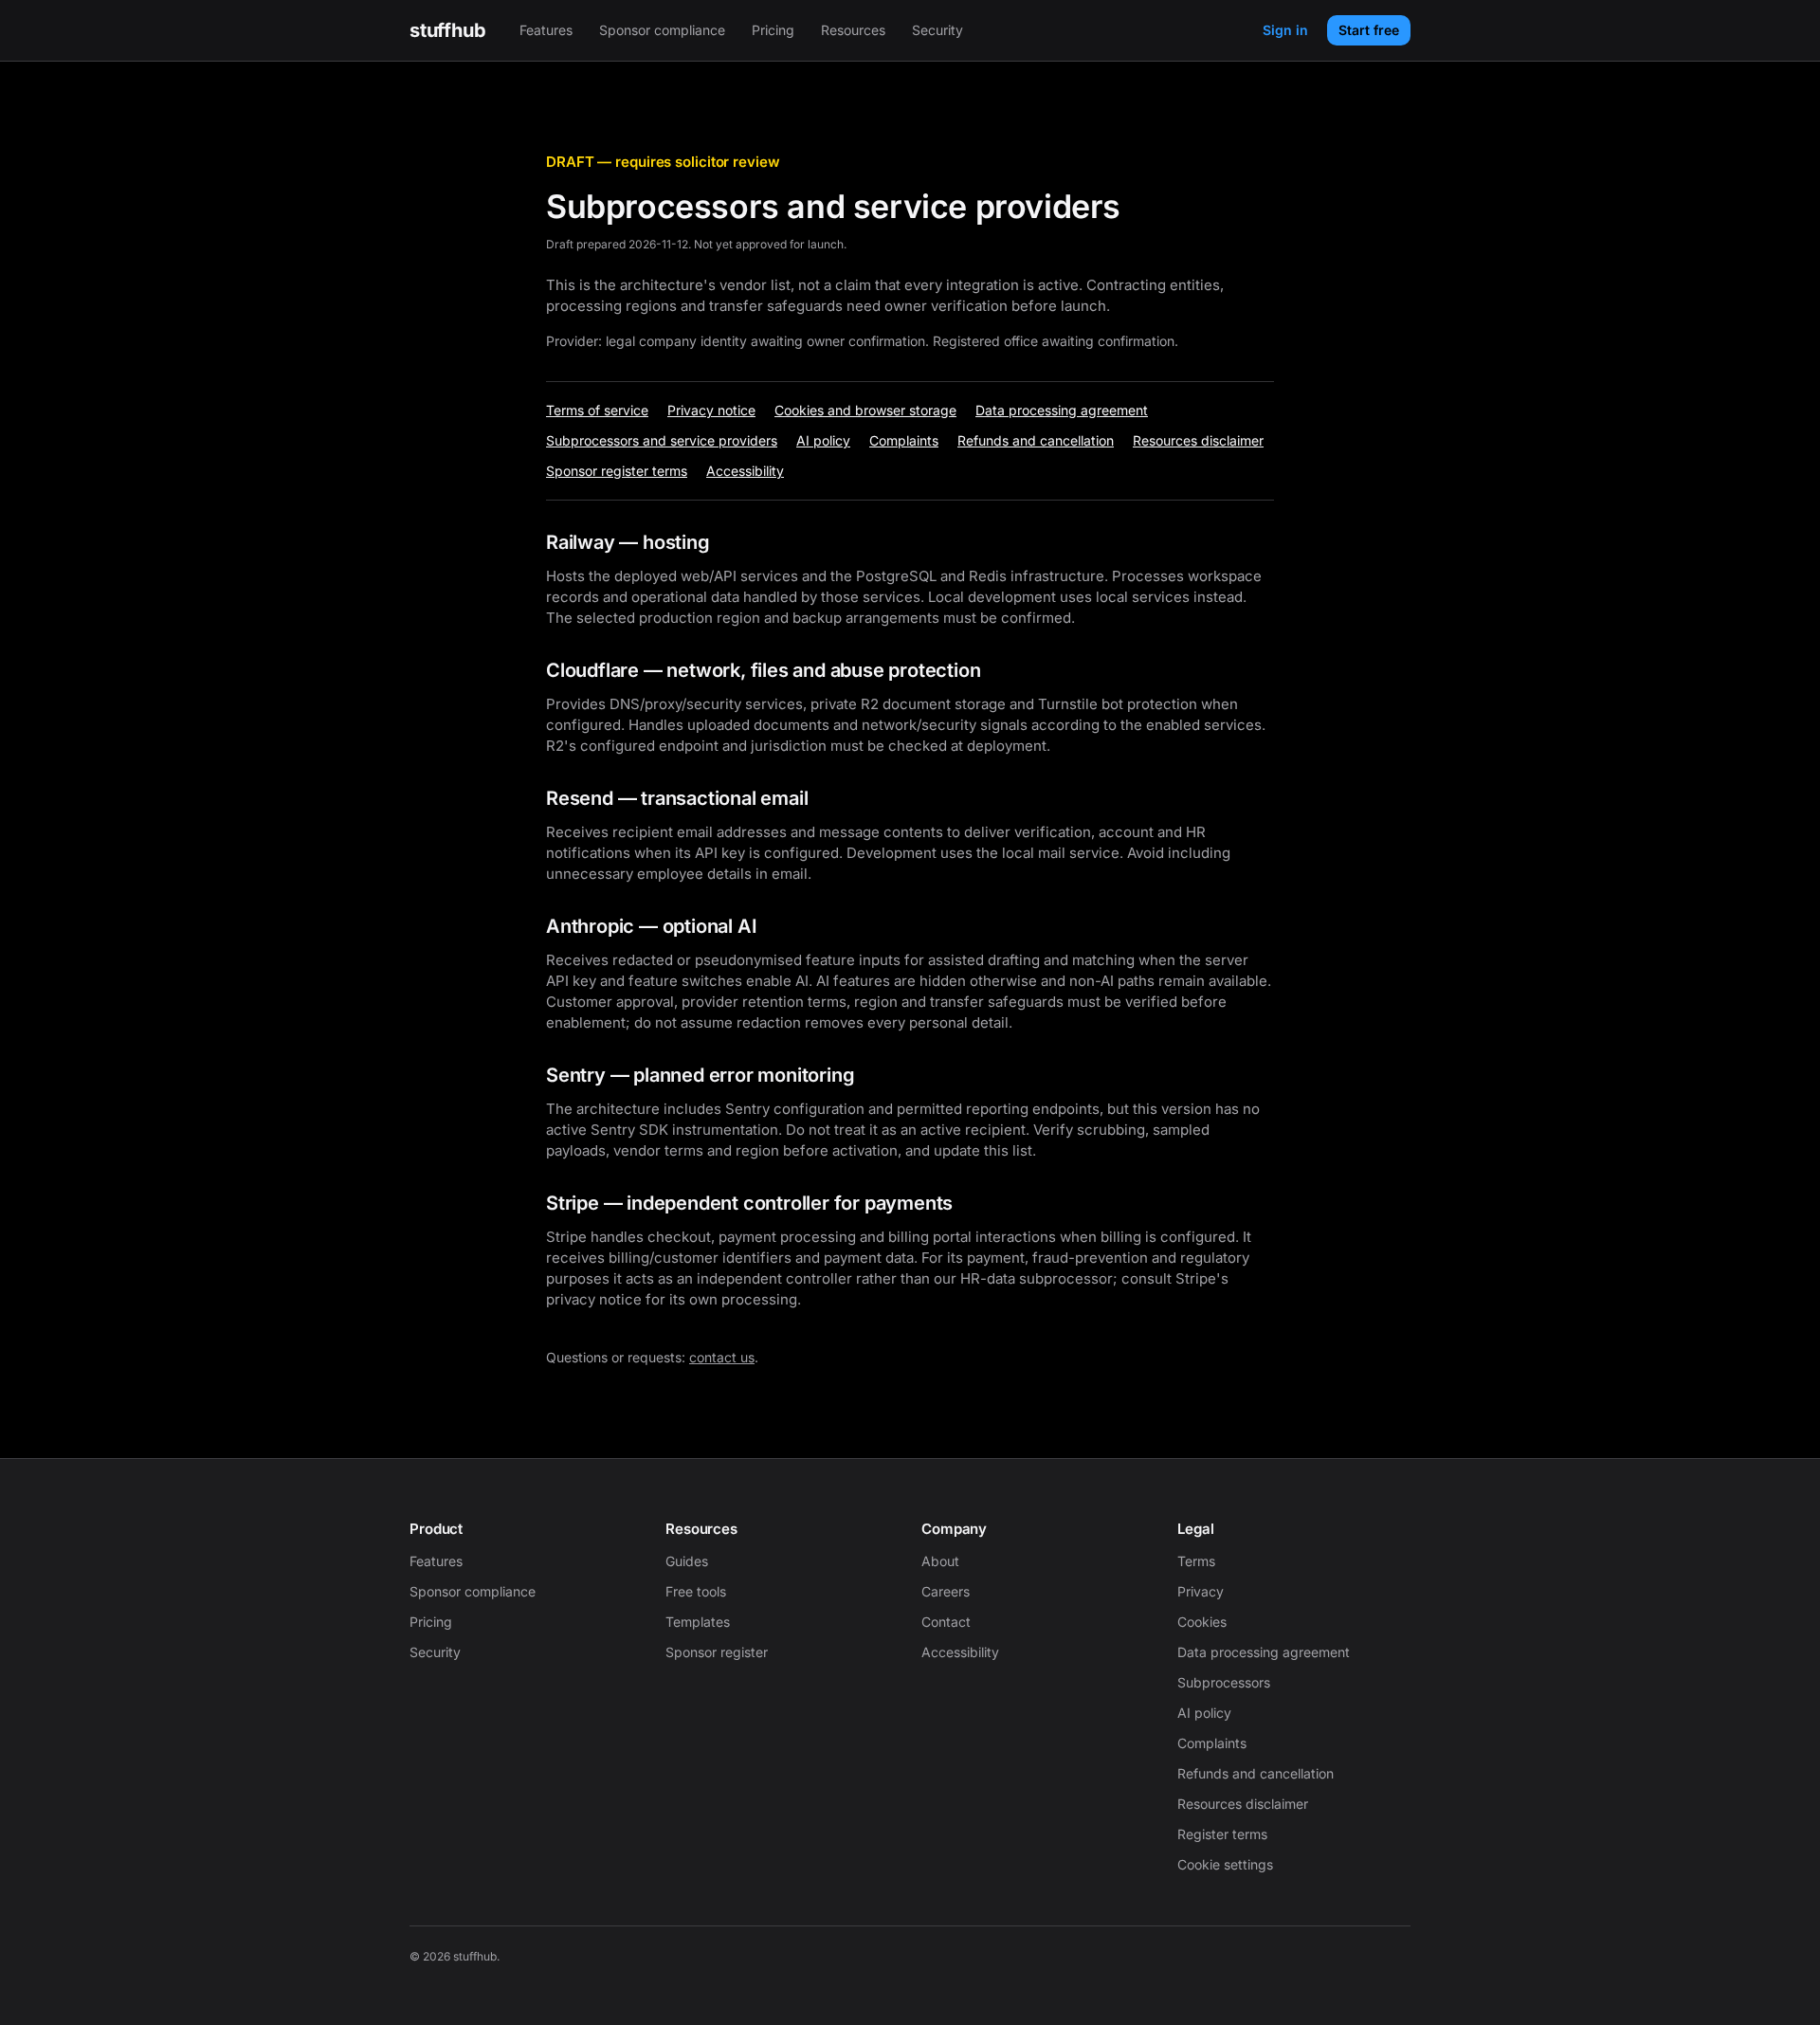 stuffhub Features Sponsor compliance Pricing Resources Security Sign in Start free
DRAFT — requires solicitor review
Subprocessors and service providers
Draft prepared 2026-11-12. Not yet approved for launch.
This is the architecture's vendor list, not a claim that every integration is active. Contracting entities,
processing regions and transfer safeguards need owner verification before launch.
Provider: legal company identity awaiting owner confirmation. Registered office awaiting confirmation.
Terms of service Privacy notice Cookies and browser storage Data processing agreement
Subprocessors and service providers AI policy Complaints Refunds and cancellation Resources disclaimer
Sponsor register terms Accessibility
Railway — hosting
Hosts the deployed web/API services and the PostgreSQL and Redis infrastructure. Processes workspace
records and operational data handled by those services. Local development uses local services instead.
The selected production region and backup arrangements must be confirmed.
Cloudflare — network, files and abuse protection
Provides DNS/proxy/security services, private R2 document storage and Turnstile bot protection when
configured. Handles uploaded documents and network/security signals according to the enabled services.
R2's configured endpoint and jurisdiction must be checked at deployment.
Resend — transactional email
Receives recipient email addresses and message contents to deliver verification, account and HR
notifications when its API key is configured. Development uses the local mail service. Avoid including
unnecessary employee details in email.
Anthropic — optional AI
Receives redacted or pseudonymised feature inputs for assisted drafting and matching when the server
API key and feature switches enable AI. AI features are hidden otherwise and non-AI paths remain available.
Customer approval, provider retention terms, region and transfer safeguards must be verified before
enablement; do not assume redaction removes every personal detail.
Sentry — planned error monitoring
The architecture includes Sentry configuration and permitted reporting endpoints, but this version has no
active Sentry SDK instrumentation. Do not treat it as an active recipient. Verify scrubbing, sampled
payloads, vendor terms and region before activation, and update this list.
Stripe — independent controller for payments
Stripe handles checkout, payment processing and billing portal interactions when billing is configured. It
receives billing/customer identifiers and payment data. For its payment, fraud-prevention and regulatory
purposes it acts as an independent controller rather than our HR-data subprocessor; consult Stripe's
privacy notice for its own processing.
Questions or requests: contact us.
Product
Features
Sponsor compliance
Pricing
Security
Resources
Guides
Free tools
Templates
Sponsor register
Company
About
Careers
Contact
Accessibility
Legal
Terms
Privacy
Cookies
Data processing agreement
Subprocessors
AI policy
Complaints
Refunds and cancellation
Resources disclaimer
Register terms
Cookie settings
© 2026 stuffhub.